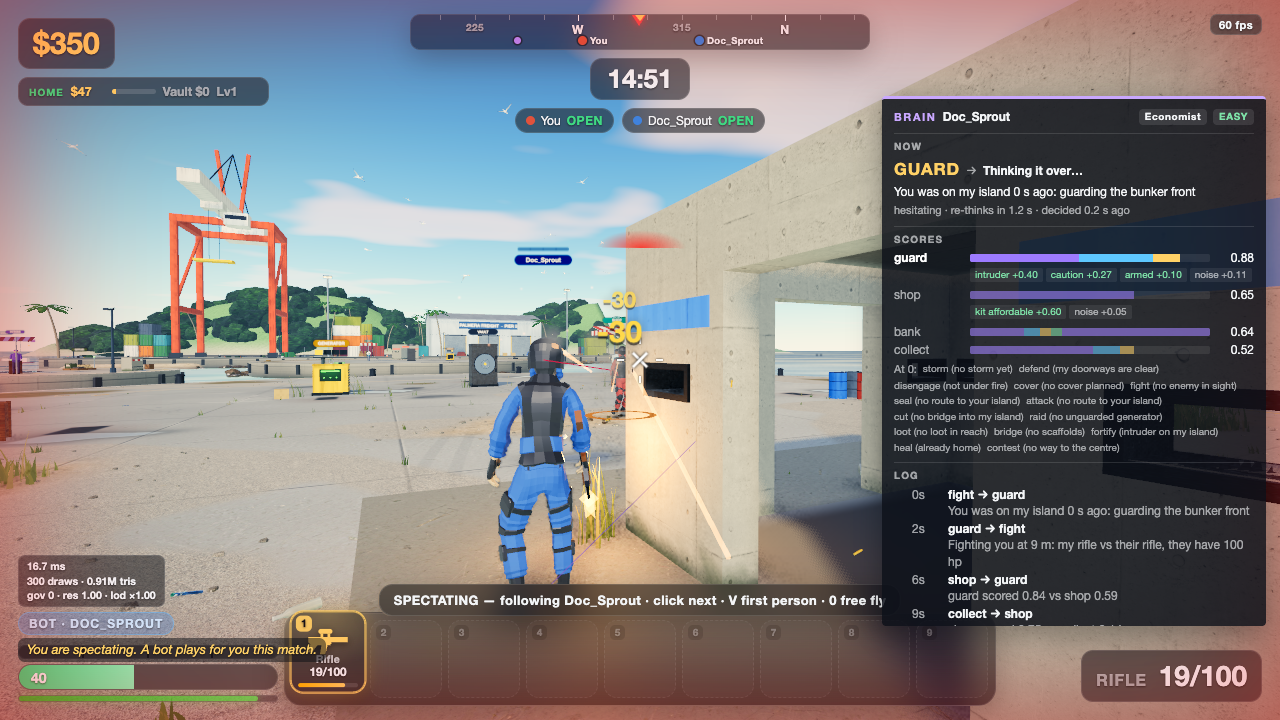 $350
HOME $47 Vault $0 Lv1
225 W 315 N
You Doc_Sprout
60 fps
14:51
You OPEN Doc_Sprout OPEN
BRAIN Doc_Sprout Economist EASY
NOW
GUARD → Thinking it over...
You was on my island 0 s ago: guarding the bunker front
hesitating · re-thinks in 1.2 s · decided 0.2 s ago
SCORES
guard 0.88
intruder +0.40 caution +0.27 armed +0.10 noise +0.11
shop 0.65
kit affordable +0.60 noise +0.05
bank 0.64
collect 0.52
At 0: storm (no storm yet) defend (my doorways are clear)
disengage (not under fire) cover (no cover planned) fight (no enemy in sight)
seal (no route to your island) attack (no route to your island)
cut (no bridge into my island) raid (no unguarded generator)
loot (no loot in reach) bridge (no scaffolds) fortify (intruder on my island)
heal (already home) contest (no way to the centre)
LOG
0s fight → guard
You was on my island 0 s ago: guarding the bunker front
2s guard → fight
Fighting you at 9 m: my rifle vs their rifle, they have 100
hp
6s shop → guard
guard scored 0.84 vs shop 0.59
9s collect → shop
Doc_Sprout
-30
-30
PALMERA FREIGHT - PIER
VAULT
GENERATOR
16.7 ms
300 draws · 0.91M tris
gov 0 · res 1.00 · lod ×1.00
BOT · DOC_SPROUT
You are spectating. A bot plays for you this match.
40
SPECTATING — following Doc_Sprout · click next · V first person · 0 free fly
1 2 3 4 5 6 7 8 9
Rifle
19/100
RIFLE 19/100